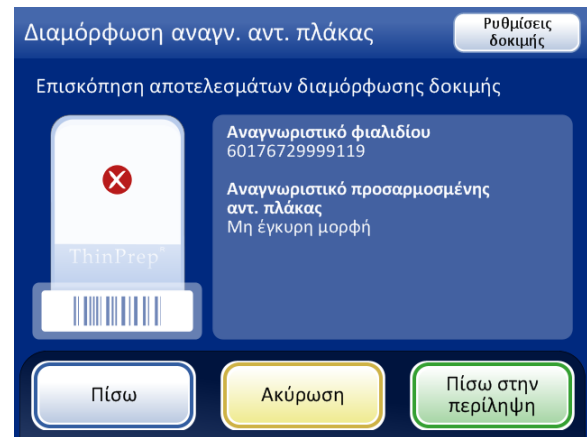 Διαμόρφωση αναγν. αντ. πλάκας
Ρυθμίσεις
δοκιμής
Επισκόπηση αποτελεσμάτων διαμόρφωσης δοκιμής
Αναγνωριστικό φιαλιδίου
60176729999119
Αναγνωριστικό προσαρμοσμένης
αντ. πλάκας
Μη έγκυρη μορφή
ThinPrep®
Πίσω
Ακύρωση
Πίσω στην
περίληψη